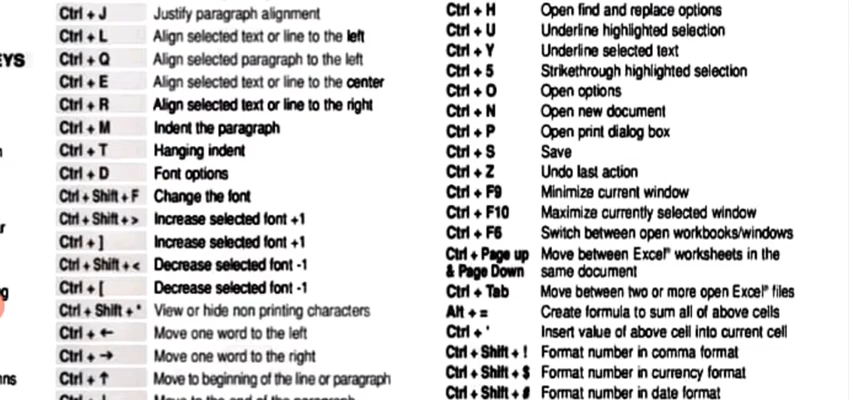 EYS
Ctrl + J Justify paragraph alignment
Ctrl + L Align selected text or line to the left
Ctrl + Q Align selected paragraph to the left
Ctrl + E Align selected text or line to the center
Ctrl + R Align selected text or line to the right
Ctrl + M Indent the paragraph
Ctrl + T Hanging indent
Ctrl + D Font options
Ctrl + Shift + F Change the font
Ctrl + Shift + > Increase selected font +1
Ctrl + ] Increase selected font +1
Ctrl + Shift + < Decrease selected font -1
Ctrl + [ Decrease selected font -1
Ctrl + Shift + * View or hide non printing characters
Ctrl + ← Move one word to the left
Ctrl + → Move one word to the right
Ctrl + ↑ Move to beginning of the line or paragraph
Ctrl + H Open find and replace options
Ctrl + U Underline highlighted selection
Ctrl + Y Underline selected text
Ctrl + 5 Strikethrough highlighted selection
Ctrl + O Open options
Ctrl + N Open new document
Ctrl + P Open print dialog box
Ctrl + S Save
Ctrl + Z Undo last action
Ctrl + F9 Minimize current window
Ctrl + F10 Maximize currently selected window
Ctrl + F6 Switch between open workbooks/windows
Ctrl + Page up Move between Excel® worksheets in the
& Page Down same document
Ctrl + Tab Move between two or more open Excel® files
Alt + = Create formula to sum all of above cells
Ctrl + ' Insert value of above cell into current cell
Ctrl + Shift + ! Format number in comma format
Ctrl + Shift + $ Format number in currency format
Ctrl + Shift + # Format number in date format